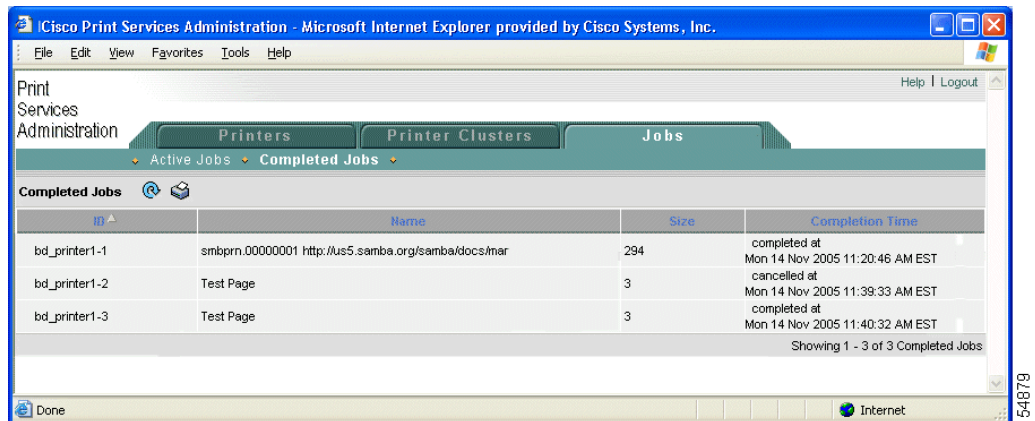 Cisco Print Services Administration - Microsoft Internet Explorer provided by Cisco Systems, Inc.
File Edit View Favorites Tools Help
Help | Logout
Print
Services
Administration
Printers Printer Clusters Jobs
Active Jobs Completed Jobs
Completed Jobs
ID Name Size Completion Time
bd_printer1-1 smbprn.00000001 http://us5.samba.org/samba/docs/mar 294 completed at
Mon 14 Nov 2005 11:20:46 AM EST
bd_printer1-2 Test Page 3 cancelled at
Mon 14 Nov 2005 11:39:33 AM EST
bd_printer1-3 Test Page 3 completed at
Mon 14 Nov 2005 11:40:32 AM EST
Showing 1 - 3 of 3 Completed Jobs
Done Internet
54879